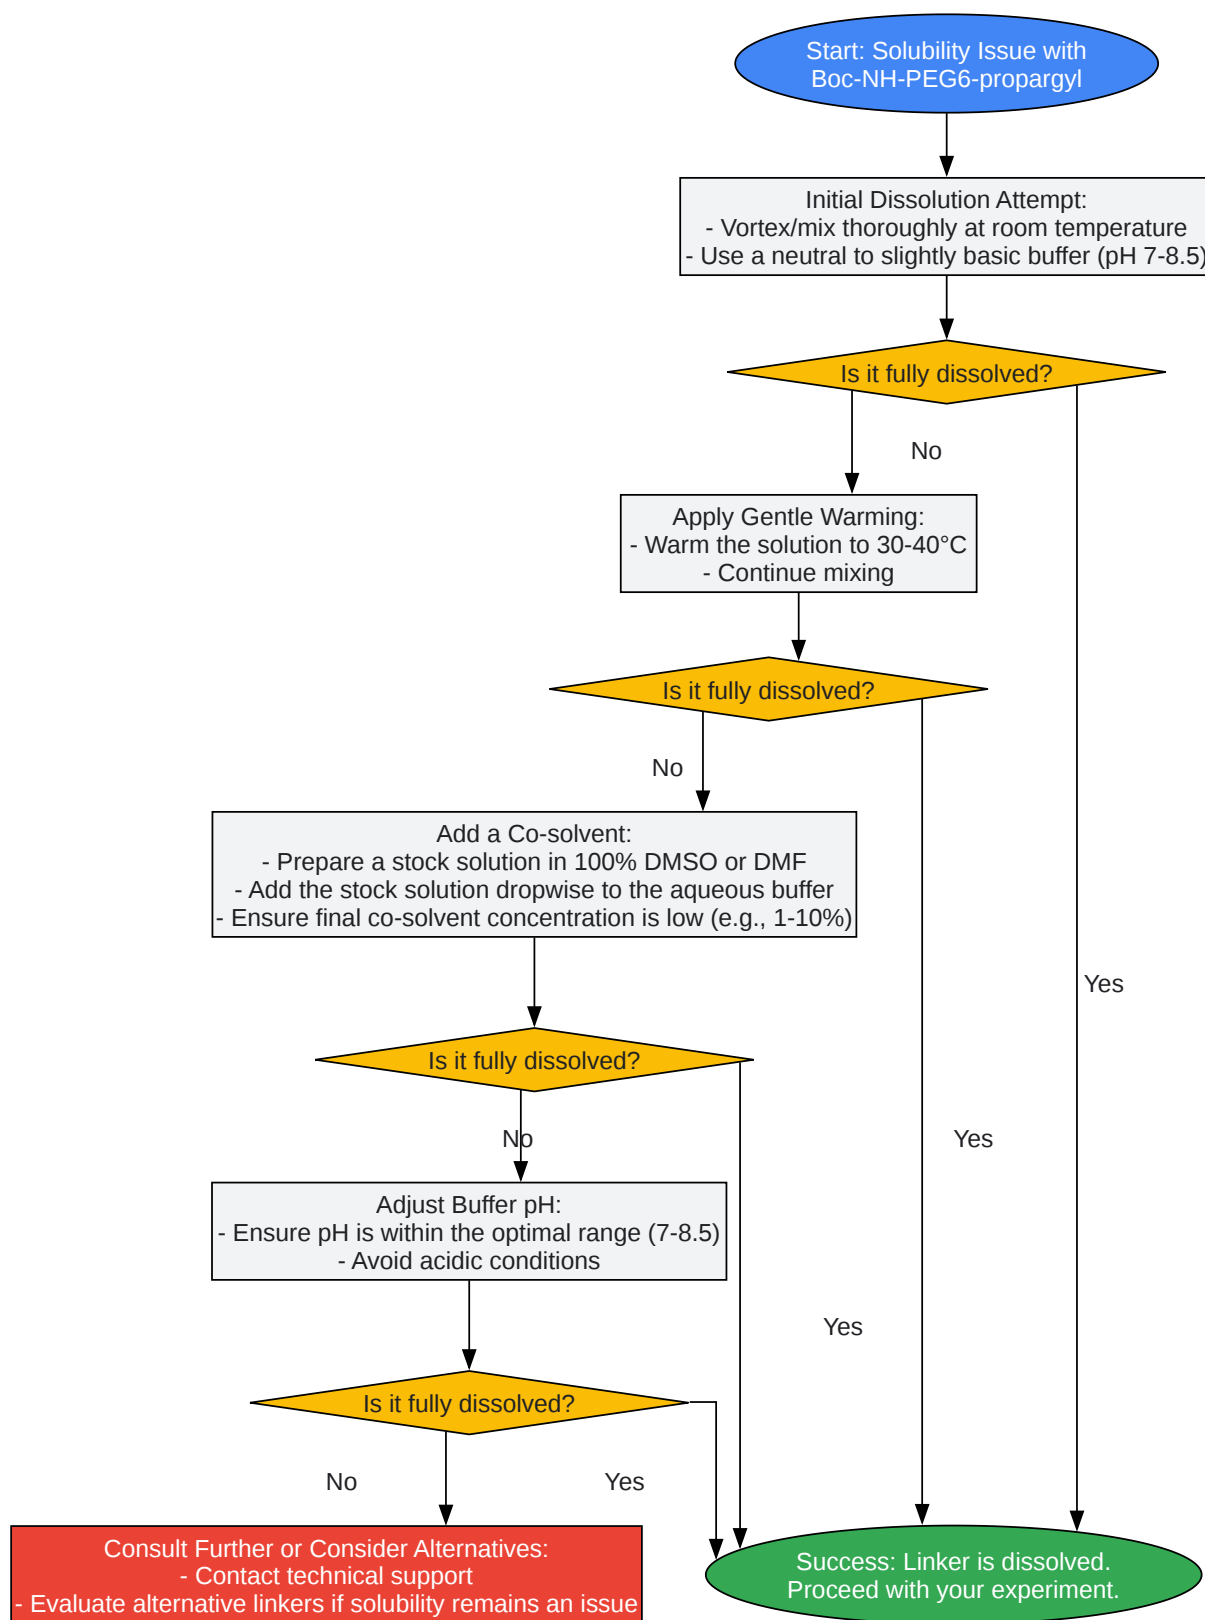 Start: Solubility Issue with
Boc-NH-PEG6-propargyl
Initial Dissolution Attempt:
- Vortex/mix thoroughly at room temperature
- Use a neutral to slightly basic buffer (pH 7-8.5)
Is it fully dissolved?
No
Apply Gentle Warming:
- Warm the solution to 30-40°C
- Continue mixing
Is it fully dissolved?
No
Add a Co-solvent:
- Prepare a stock solution in 100% DMSO or DMF
- Add the stock solution dropwise to the aqueous buffer
- Ensure final co-solvent concentration is low (e.g., 1-10%)
Yes
Is it fully dissolved?
No
Yes
Adjust Buffer pH:
- Ensure pH is within the optimal range (7-8.5)
- Avoid acidic conditions
Yes
Is it fully dissolved?
No
Yes
Consult Further or Consider Alternatives:
- Contact technical support
- Evaluate alternative linkers if solubility remains an issue
Success: Linker is dissolved.
Proceed with your experiment.